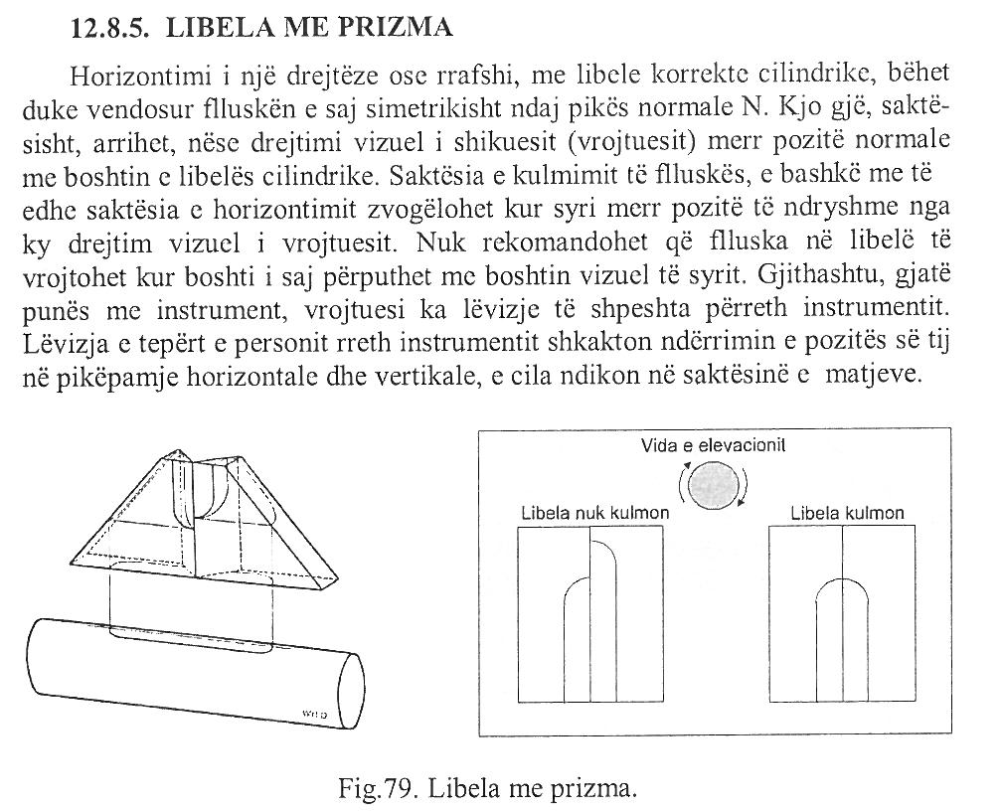 12.8.5. LIBELA ME PRIZMA
Horizontimi i një drejtëze ose rrafshi, me libele korrekte cilindrike, bëhet
duke vendosur flluskën e saj simetrikisht ndaj pikës normale N. Kjo gjë, saktë-
sisht, arrihet, nëse drejtimi vizuel i shikuesit (vrojtuesit) merr pozitë normale
me boshtin e libelës cilindrike. Saktësia e kulmimit të flluskës, e bashkë me të
edhe saktësia e horizontimit zvogëlohet kur syri merr pozitë të ndryshme nga
ky drejtim vizuel i vrojtuesit. Nuk rekomandohet që flluska në libelë të
vrojtohet kur boshti i saj përputhet me boshtin vizuel të syrit. Gjithashtu, gjatë
punës me instrument, vrojtuesi ka lëvizje të shpeshta përreth instrumentit.
Lëvizja e tepërt e personit rreth instrumentit shkakton ndërrimin e pozitës së tij
në pikëpamje horizontale dhe vertikale, e cila ndikon në saktësinë e matjeve.
Vida e elevacionit
Libela nuk kulmon
Libela kulmon
WILD
Fig.79. Libela me prizma.